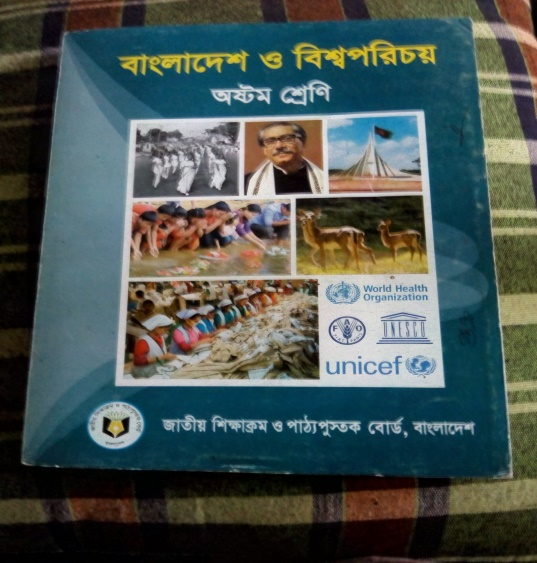 বাংলাদেশ ও বিশ্বপরিচয়
অষ্টম শ্রেণি
World Health
Organization
F A O
UNESCO
unicef
জাতীয় শিক্ষাক্রম ও পাঠ্যপুস্তক বোর্ড, বাংলাদেশ